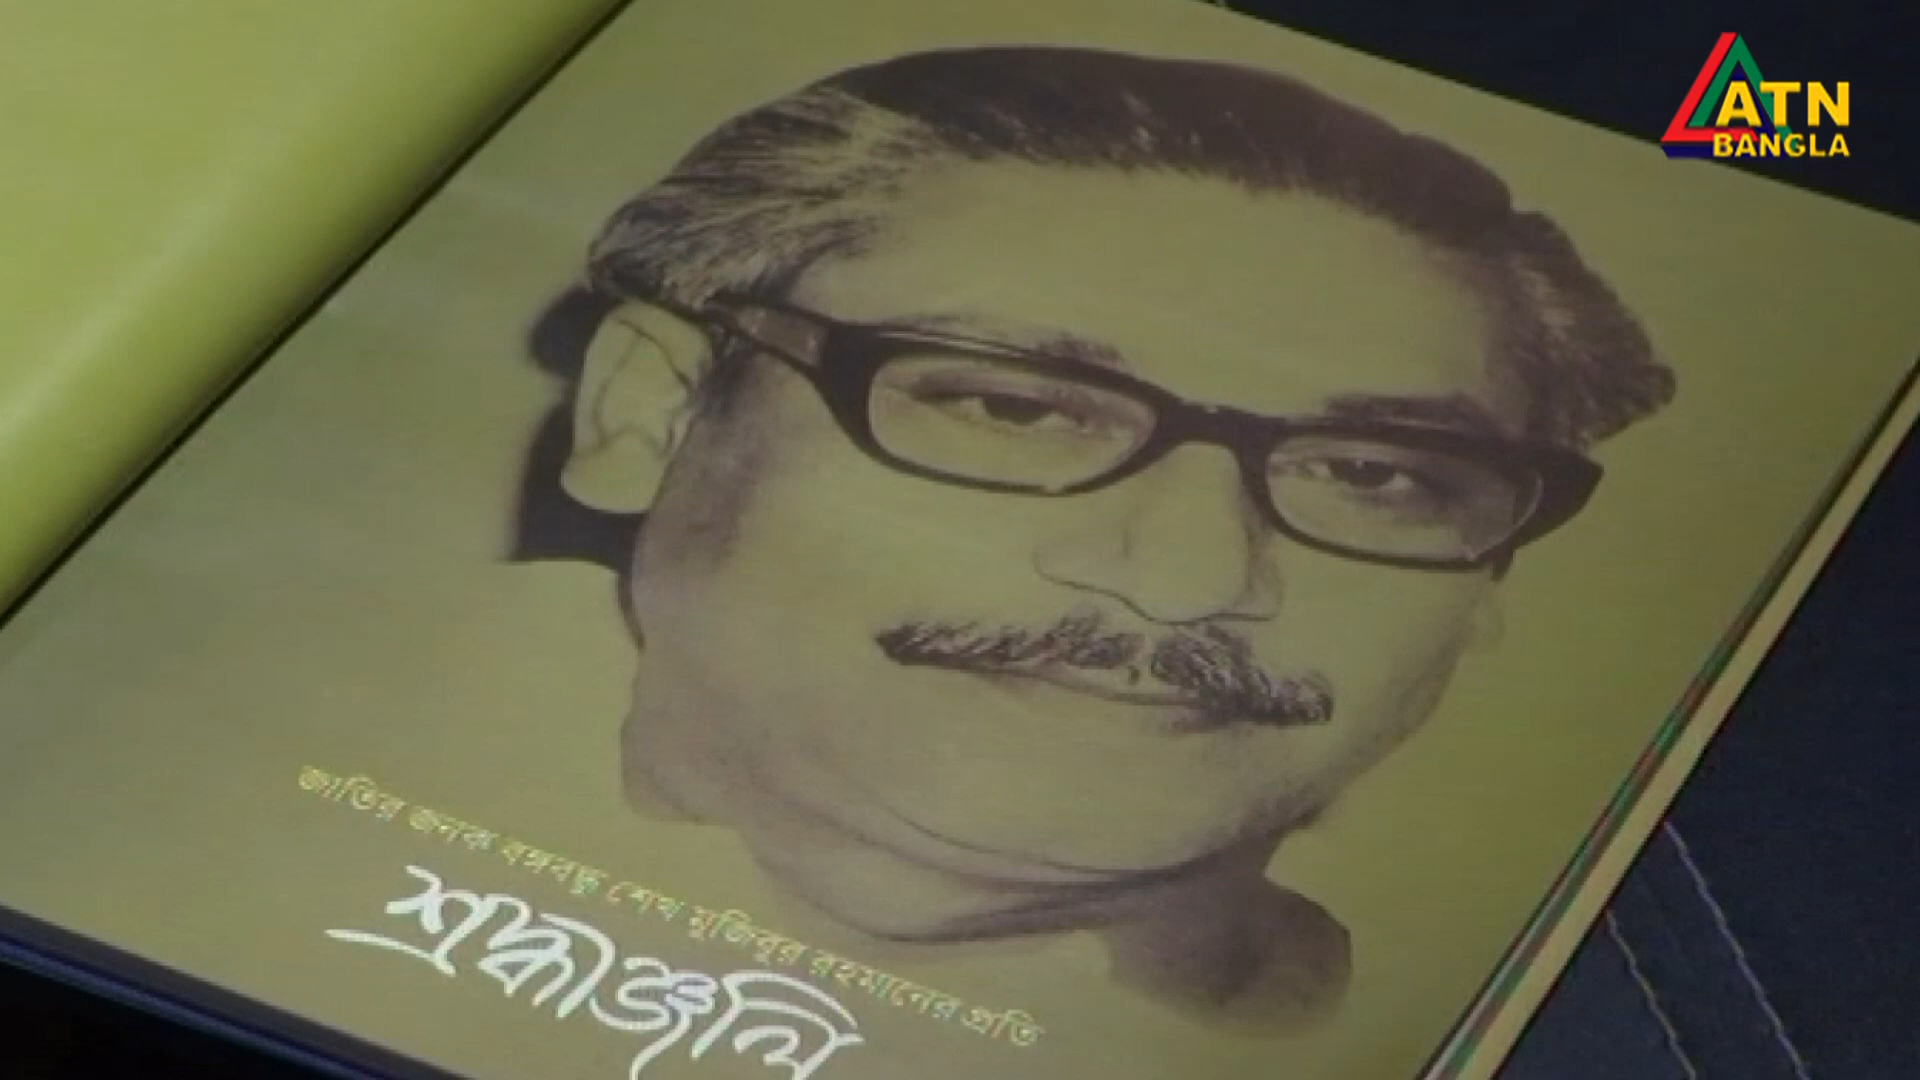 ATN
BANGLA
জাতির জনক বঙ্গবন্ধু শেখ মুজিবুর রহমানের প্রতি
শ্রদ্ধাঞ্জলি